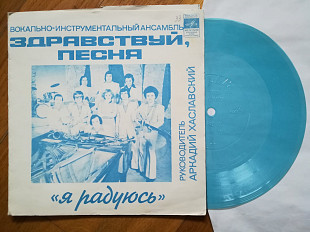 ВОКАЛЬНО-ИНСТРУМЕНТАЛЬНЫЙ АНСАМБЛЬ
ЗДРАВСТВУЙ,
ПЕСНЯ
РУКОВОДИТЕЛЬ
АРКАДИЙ ХАСЛАВСКИЙ
«я радуюсь»